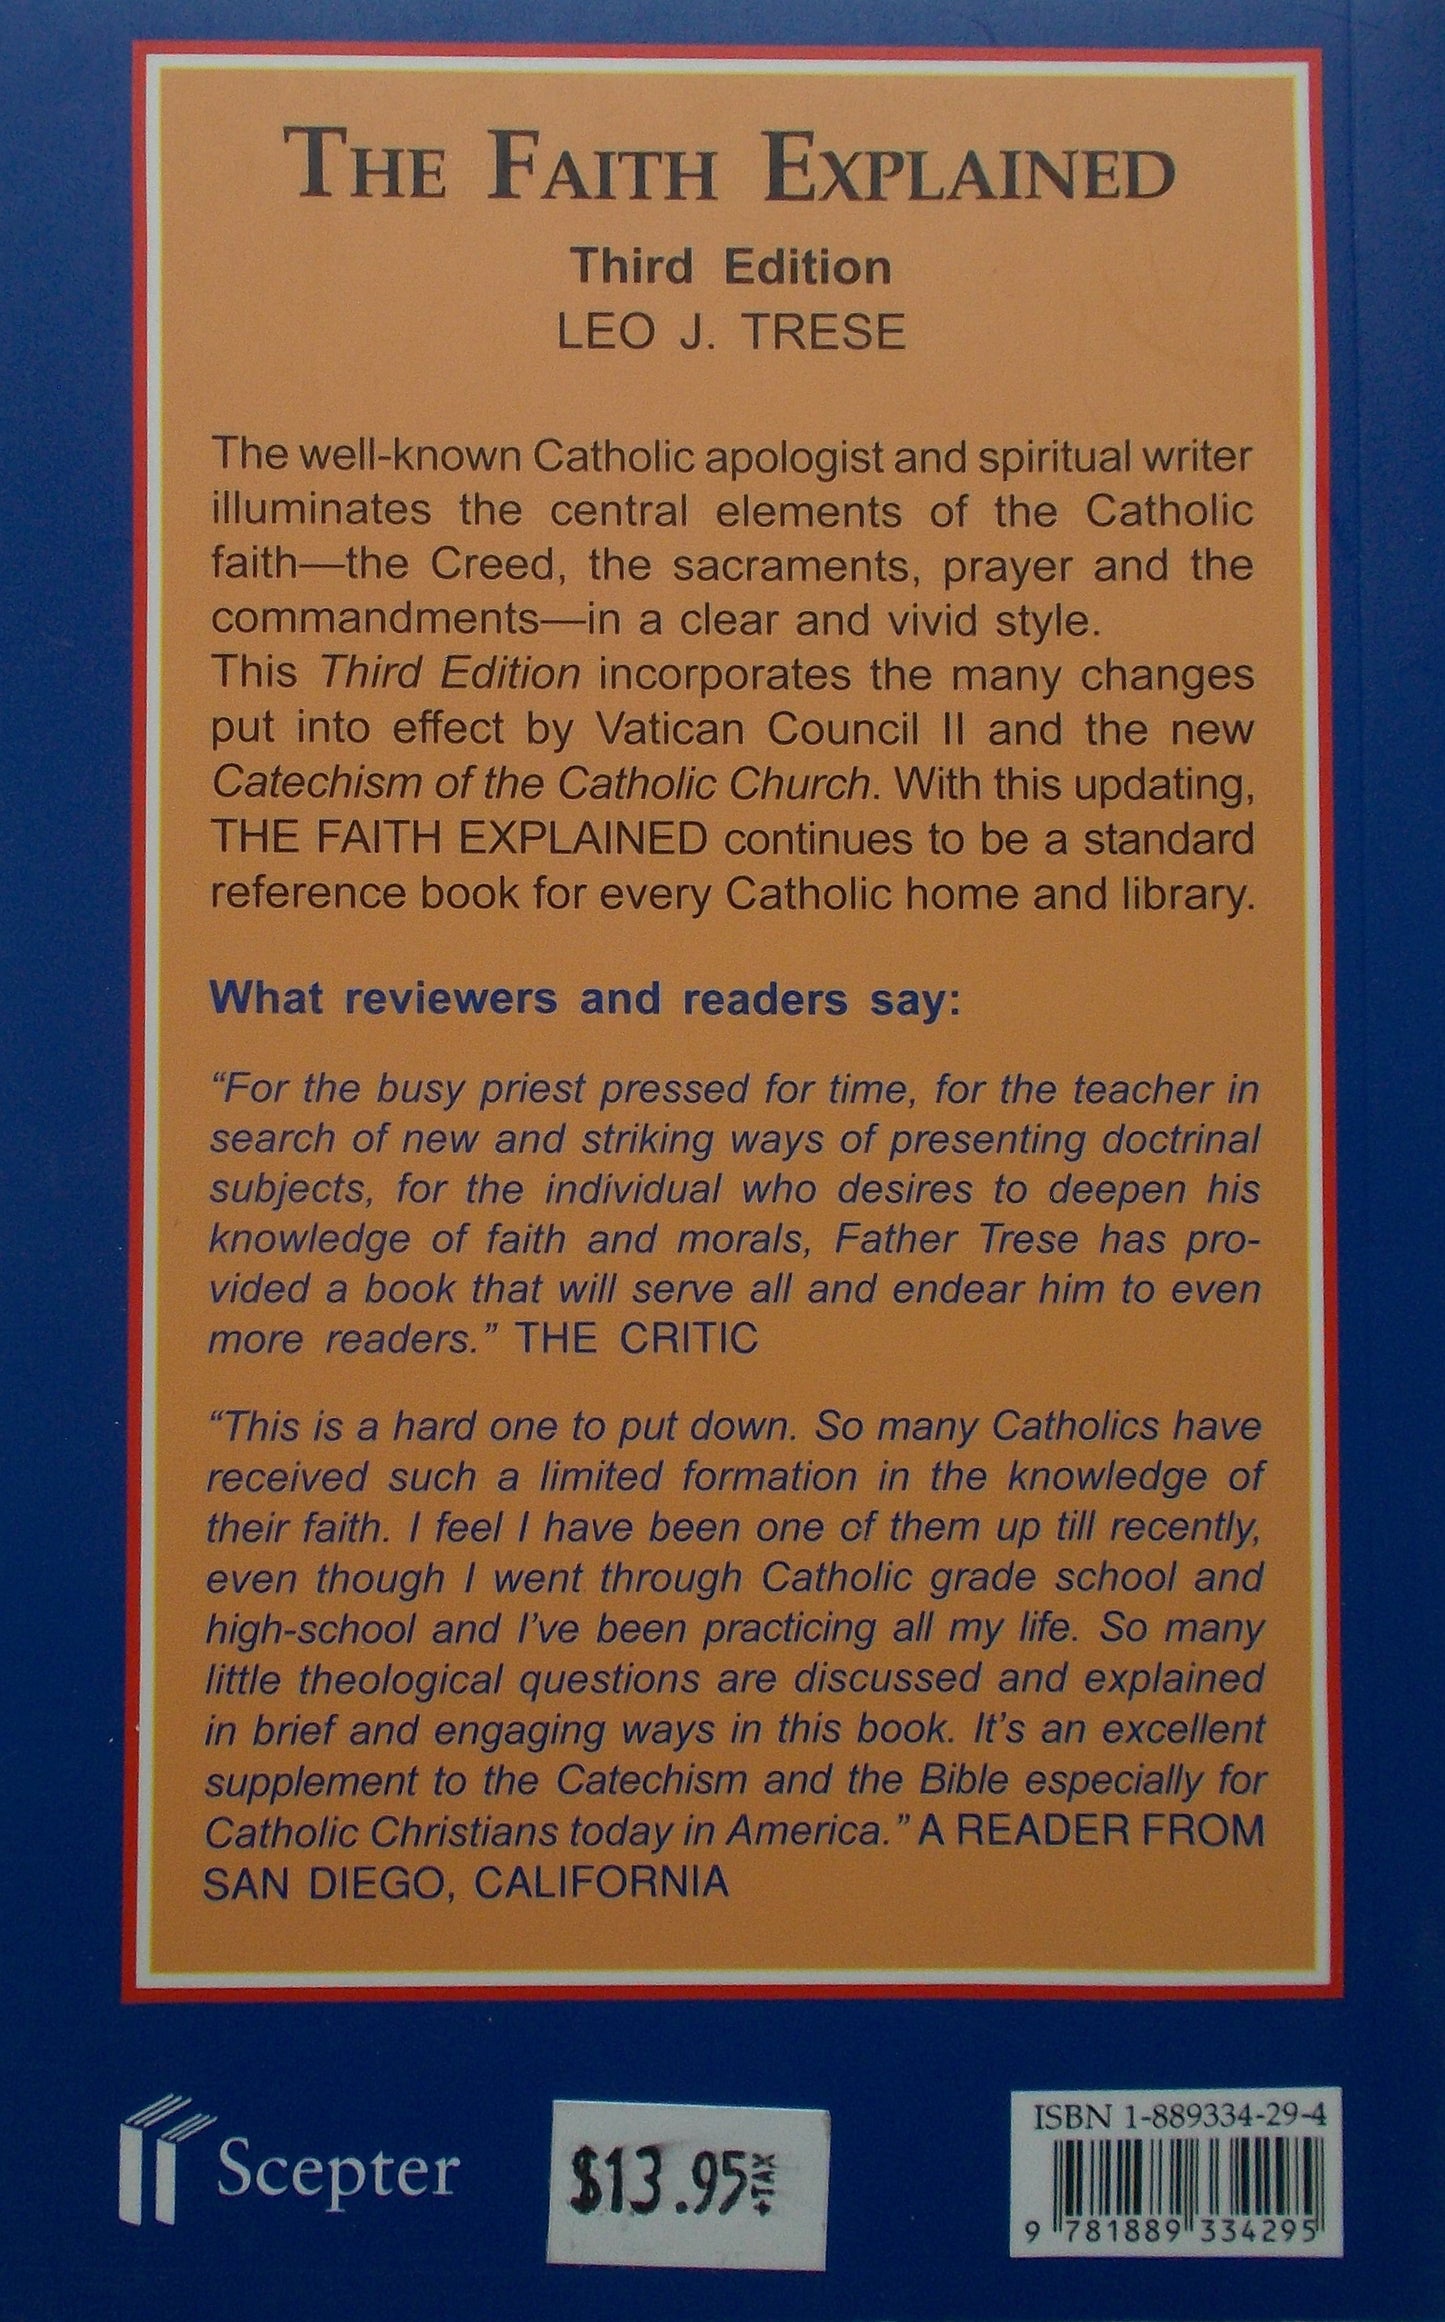 THE FAITH EXPLAINED
Third Edition
LEO J. TRESE
The well-known Catholic apologist and spiritual writer
illuminates the central elements of the Catholic
faith—the Creed, the sacraments, prayer and the
commandments—in a clear and vivid style.
This Third Edition incorporates the many changes
put into effect by Vatican Council II and the new
Catechism of the Catholic Church. With this updating,
THE FAITH EXPLAINED continues to be a standard
reference book for every Catholic home and library.
What reviewers and readers say:
“For the busy priest pressed for time, for the teacher in
search of new and striking ways of presenting doctrinal
subjects, for the individual who desires to deepen his
knowledge of faith and morals, Father Trese has pro-
vided a book that will serve all and endear him to even
more readers.” THE CRITIC
“This is a hard one to put down. So many Catholics have
received such a limited formation in the knowledge of
their faith. I feel I have been one of them up till recently,
even though I went through Catholic grade school and
high-school and I’ve been practicing all my life. So many
little theological questions are discussed and explained
in brief and engaging ways in this book. It’s an excellent
supplement to the Catechism and the Bible especially for
Catholic Christians today in America.” A READER FROM
SAN DIEGO, CALIFORNIA
Scepter
$13.95 +TAX
ISBN 1-889334-29-4
9 781889 334295